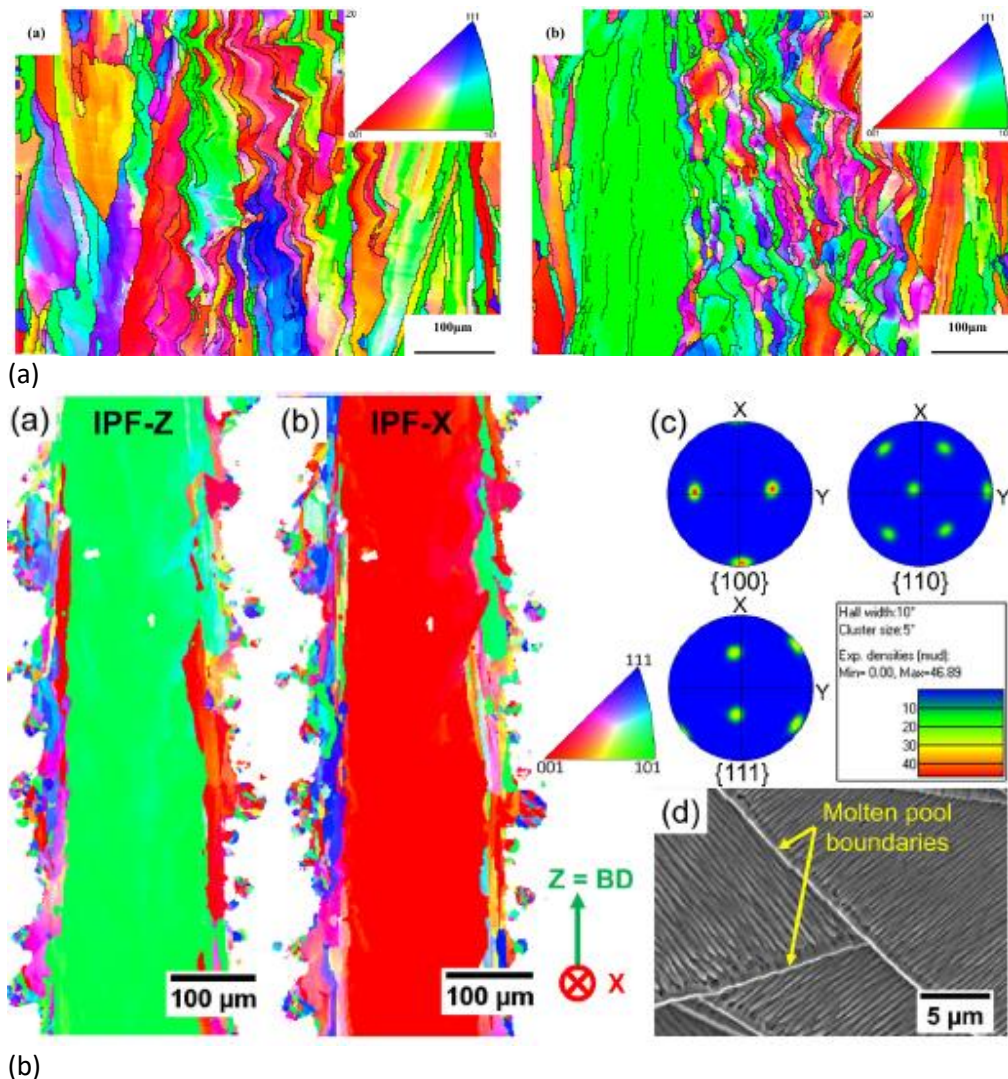 (a)
20
111
001
101
100μm
(b)
20
111
001
101
100μm
(a)
(a)
IPF-Z
100 μm
(b)
IPF-X
100 μm
111
001
101
Z = BD
X
(c)
X
Y
{100}
X
Y
{110}
X
Y
{111}
Half width:10°
Cluster size:5°
Exp. densities (mud):
Min= 0.00, Max=46.89
10
20
30
40
(d)
Molten pool
boundaries
5 μm
(b)